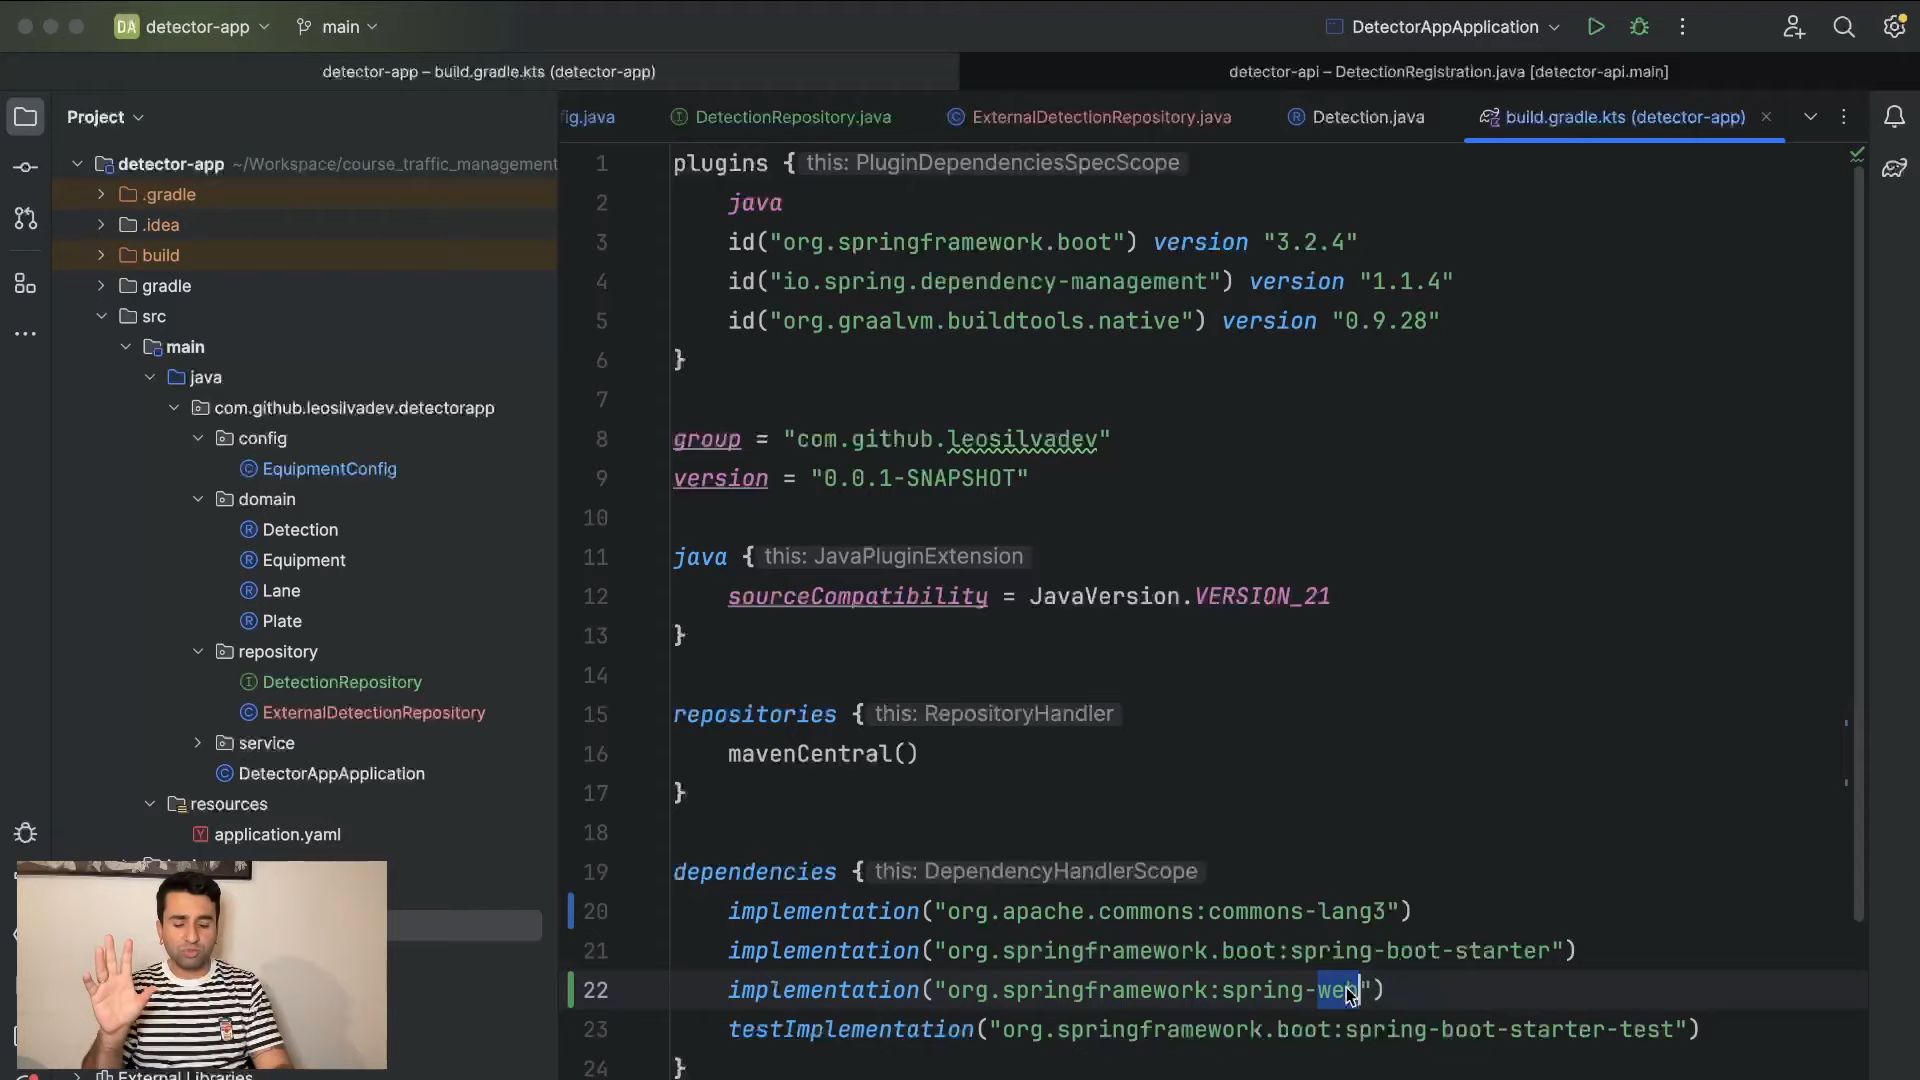 DA detector-app main DetectorAppApplication
detector-app – build.gradle.kts (detector-app) detector-api – DetectionRegistration.java [detector-api.main]
Project
fig.java DetectionRepository.java ExternalDetectionRepository.java Detection.java build.gradle.kts (detector-app)
detector-app ~/Workspace/course_traffic_management
.gradle
.idea
build
gradle
src
main
java
com.github.leosilvadev.detectorapp
config
EquipmentConfig
domain
Detection
Equipment
Lane
Plate
repository
DetectionRepository
ExternalDetectionRepository
service
DetectorAppApplication
resources
application.yaml
External Libraries
1 plugins { this: PluginDependenciesSpecScope
2 java
3 id("org.springframework.boot") version "3.2.4"
4 id("io.spring.dependency-management") version "1.1.4"
5 id("org.graalvm.buildtools.native") version "0.9.28"
6 }
7
8 group = "com.github.leosilvadev"
9 version = "0.0.1-SNAPSHOT"
10
11 java { this: JavaPluginExtension
12 sourceCompatibility = JavaVersion.VERSION_21
13 }
14
15 repositories { this: RepositoryHandler
16 mavenCentral()
17 }
18
19 dependencies { this: DependencyHandlerScope
20 implementation("org.apache.commons:commons-lang3")
21 implementation("org.springframework.boot:spring-boot-starter")
22 implementation("org.springframework:spring-web")
23 testImplementation("org.springframework.boot:spring-boot-starter-test")
24 }